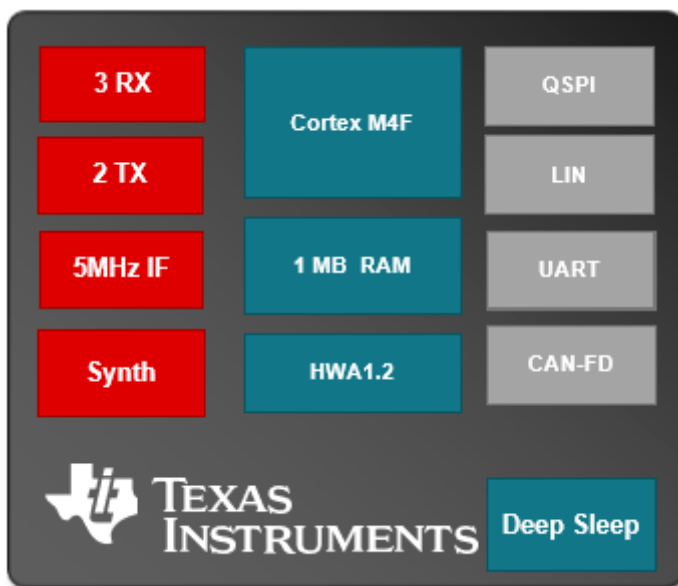 3 RX
2 TX
5MHz IF
Synth
Cortex M4F
1 MB RAM
HWA1.2
QSPI
LIN
UART
CAN-FD
TEXAS
INSTRUMENTS
Deep Sleep